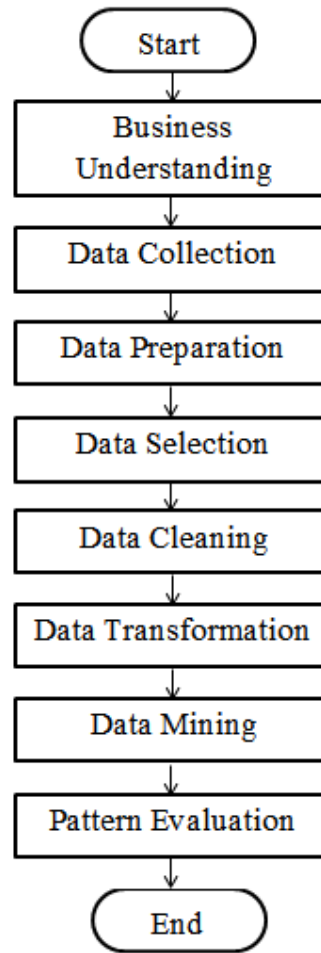 Start
Business
Understanding
Data Collection
Data Preparation
Data Selection
Data Cleaning
Data Transformation
Data Mining
Pattern Evaluation
End